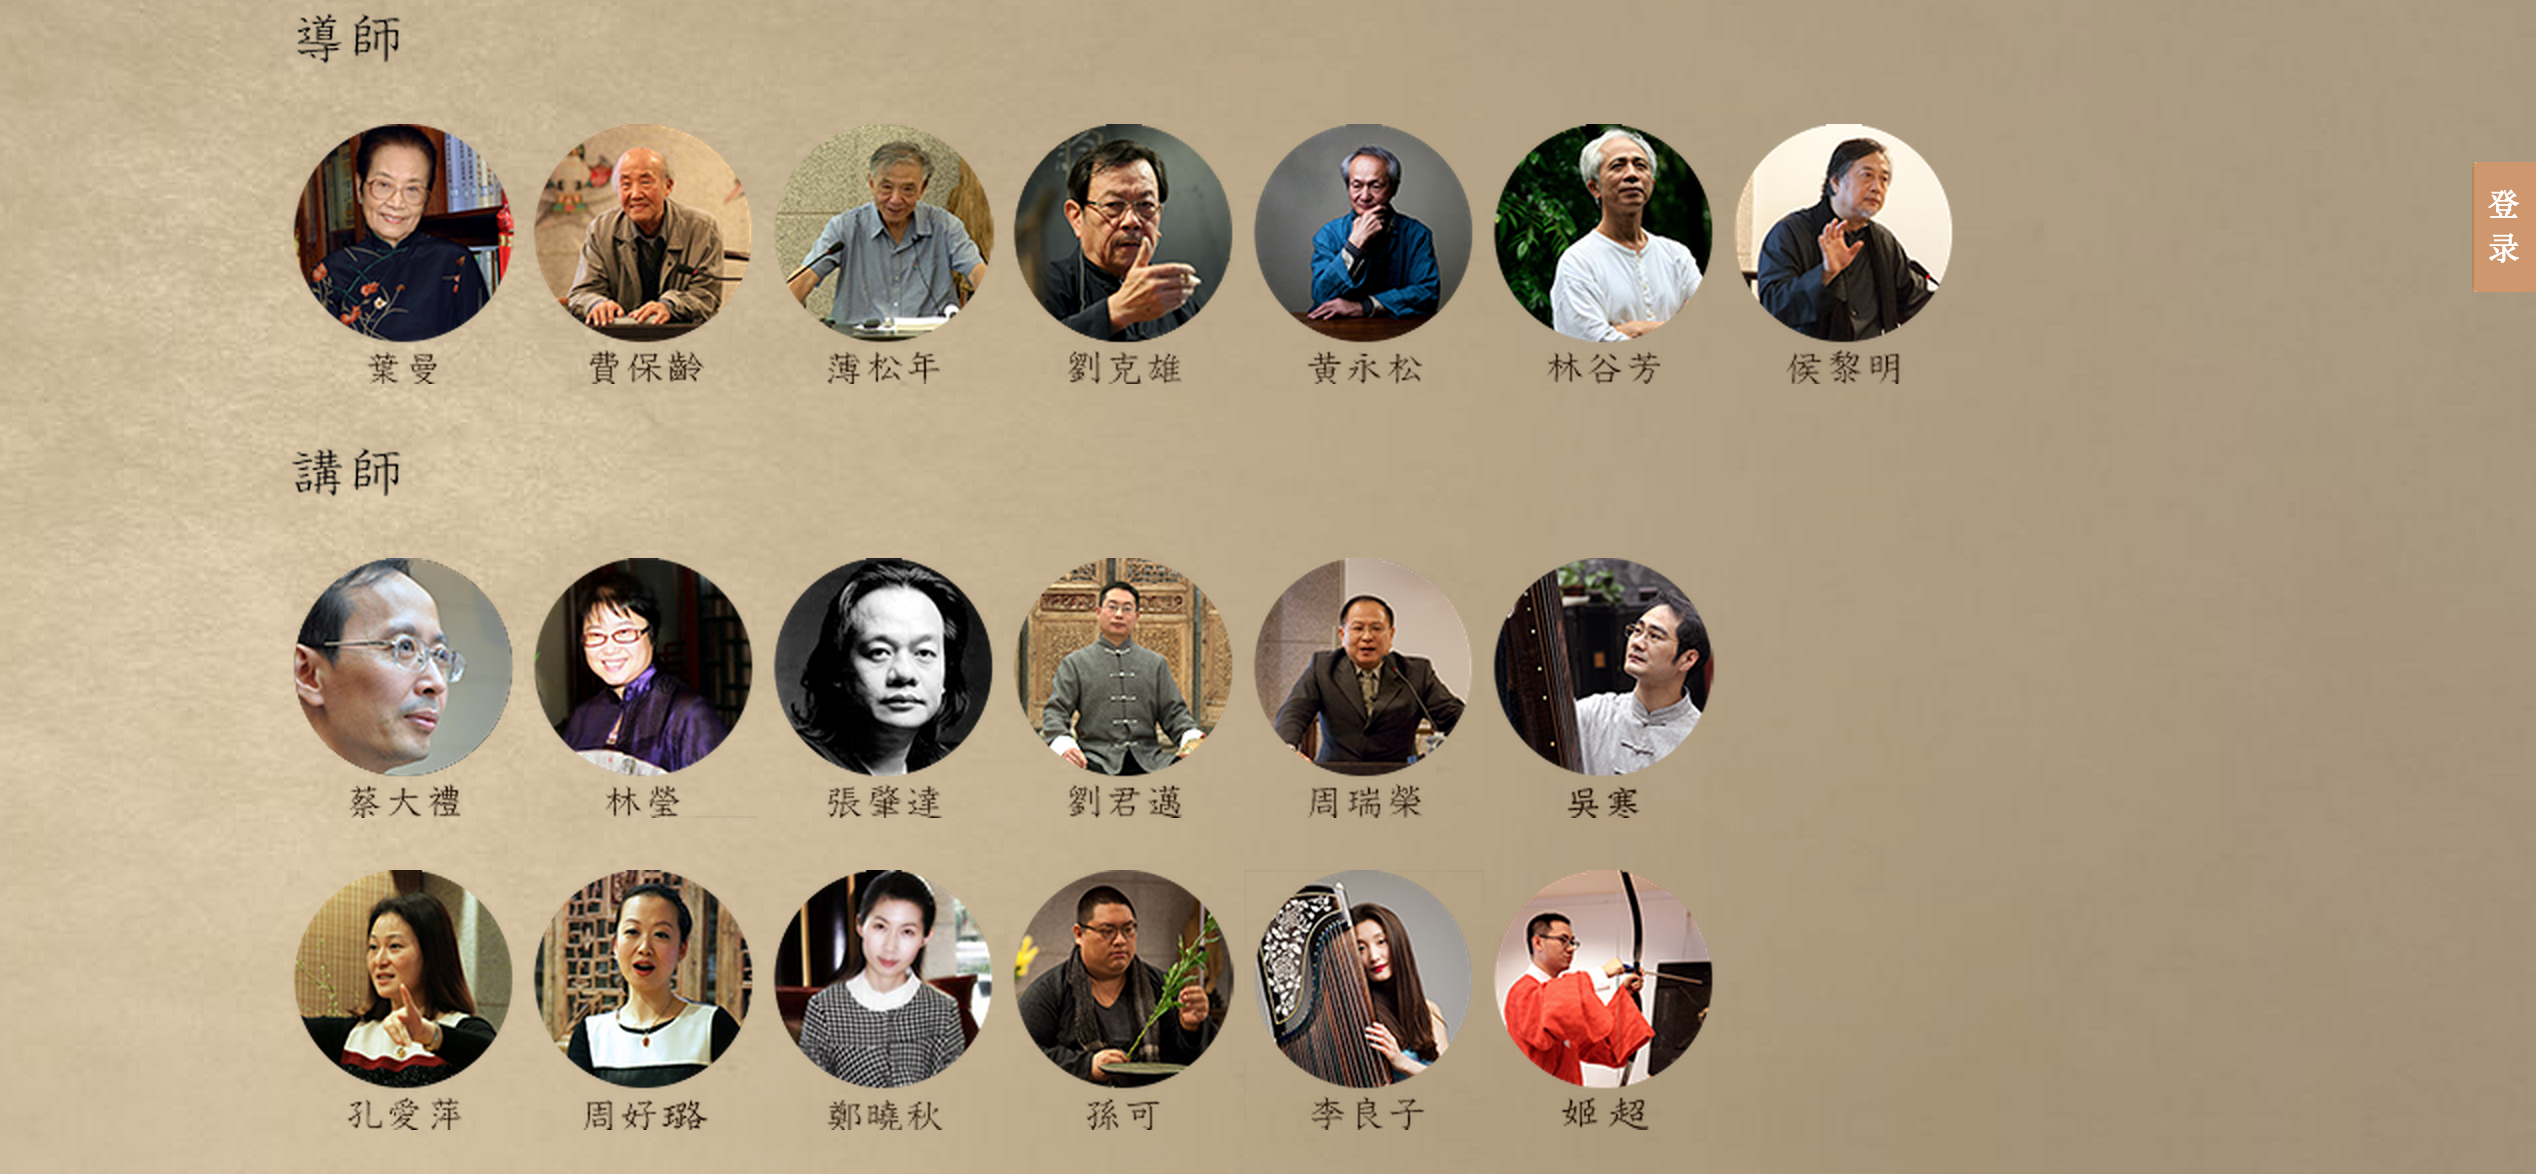 導師
葉曼 費保齡 薄松年 劉克雄 黄永松 林谷芳 侯黎明
登录
講師
蔡大禮 林瑩 張肇達 劉君邁 周瑞榮 吳寒
孔愛萍 周好璐 鄭曉秋 孫可 李良子 姬超